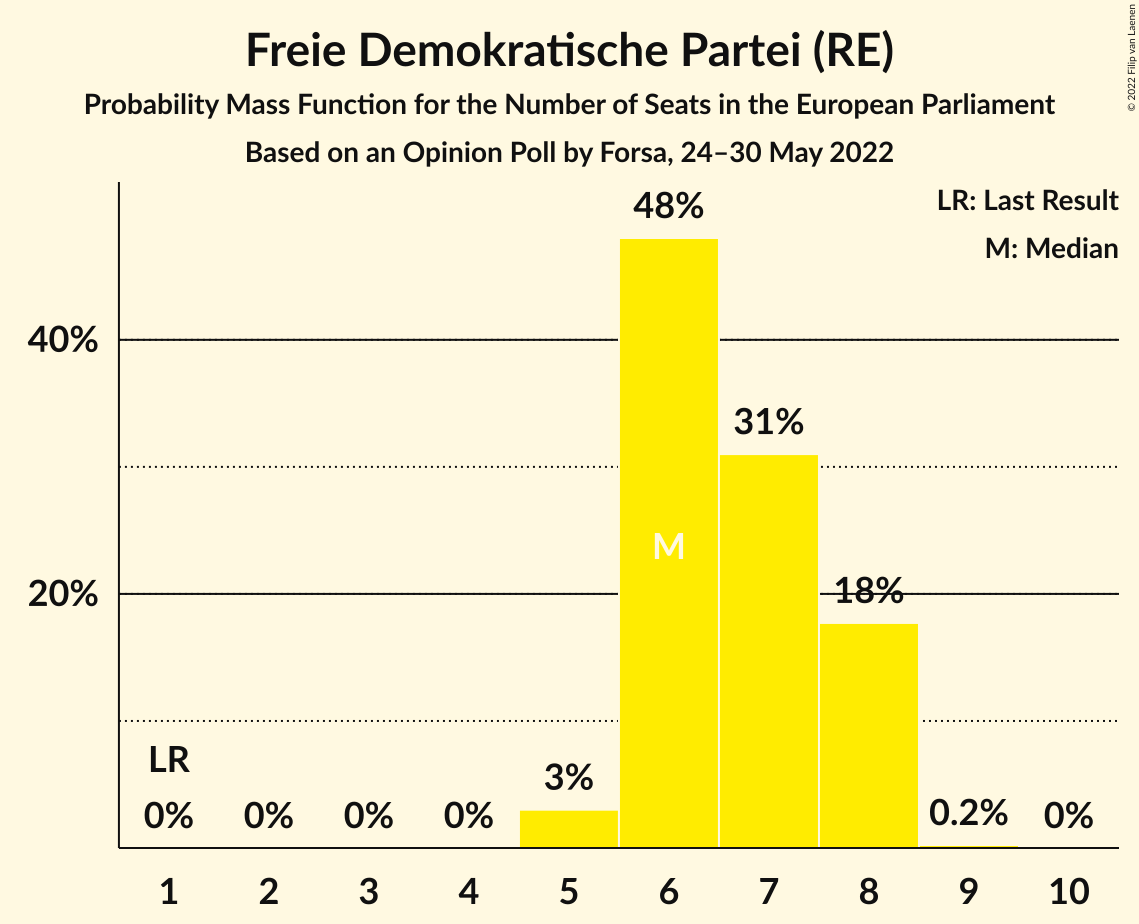 Freie Demokratische Partei (RE)
Probability Mass Function for the Number of Seats in the European Parliament
Based on an Opinion Poll by Forsa, 24–30 May 2022
© 2022 Filip van Laenen
LR: Last Result
M: Median
48%
40%
31%
M
20%
18%
LR
0%
0%
0%
0%
3%
0.2%
0%
1 2 3 4 5 6 7 8 9 10